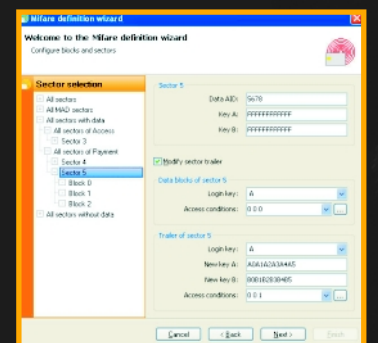 Mifare definition wizard
Welcome to the Mifare definition wizard
Configure blocks and sectors
Sector selection
All sectors
All MAD sectors
All sectors with data
All sectors of Access
Sector 3
All sectors of Payment
Sector 4
Sector 5
Block 0
Block 1
Block 2
All sectors without data
Sector 5
Data AID: 5678
Key A: FFFFFFFFFFFF
Key B: FFFFFFFFFFFF
Modify sector trailer
Data blocks of sector 5
Login key: A
Access conditions: 0 0 0
...
Trailer of sector 5
Login key: A
New key A: A0A1A2A3A4A5
New key B: B0B1B2B3B4B5
Access conditions: 0 0 1
...
Cancel < Back Next > Finish